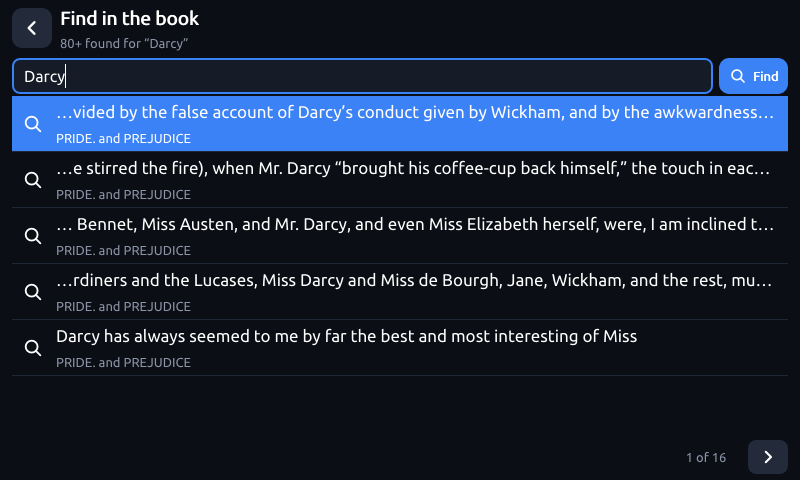 Find in the book
80+ found for “Darcy”
Darcy
Find
…vided by the false account of Darcy’s conduct given by Wickham, and by the awkwardness…
PRIDE. and PREJUDICE
…e stirred the fire), when Mr. Darcy “brought his coffee-cup back himself,” the touch in eac…
PRIDE. and PREJUDICE
… Bennet, Miss Austen, and Mr. Darcy, and even Miss Elizabeth herself, were, I am inclined t…
PRIDE. and PREJUDICE
…rdiners and the Lucases, Miss Darcy and Miss de Bourgh, Jane, Wickham, and the rest, mu…
PRIDE. and PREJUDICE
Darcy has always seemed to me by far the best and most interesting of Miss
PRIDE. and PREJUDICE
1 of 16